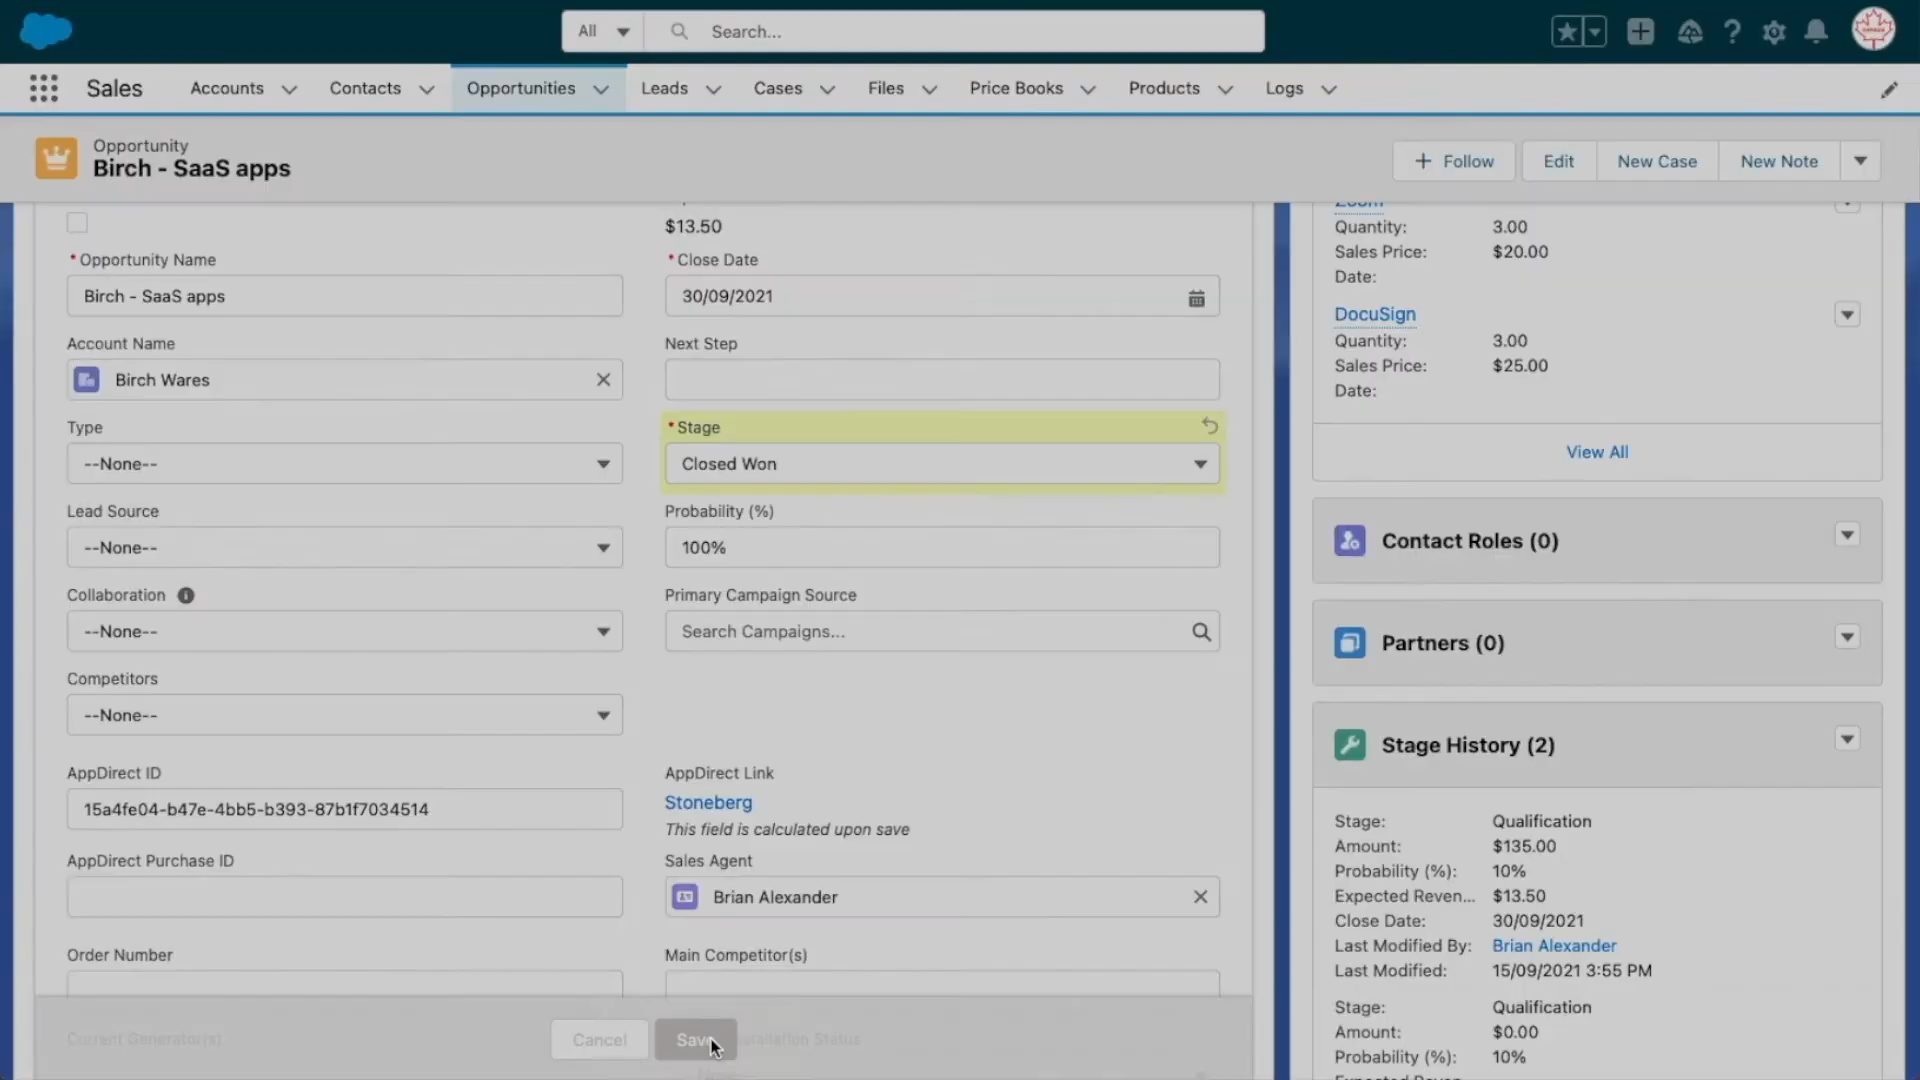 All
Search...
Sales
Accounts
Contacts
Opportunities
Leads
Cases
Files
Price Books
Products
Logs
Opportunity
Birch - SaaS apps
Follow
Edit
New Case
New Note
$13.50
* Opportunity Name
Birch - SaaS apps
* Close Date
30/09/2021
Account Name
Birch Wares
Next Step
Type
--None--
* Stage
Closed Won
Lead Source
--None--
Probability (%)
100%
Collaboration
--None--
Primary Campaign Source
Search Campaigns...
Competitors
--None--
AppDirect ID
15a4fe04-b47e-4bb5-b393-87b1f7034514
AppDirect Link
Stoneberg
This field is calculated upon save
AppDirect Purchase ID
Sales Agent
Brian Alexander
Order Number
Main Competitor(s)
Current Generator(s)
Cancel
Save
Status
Zoom
Quantity: 3.00
Sales Price: $20.00
Date:
DocuSign
Quantity: 3.00
Sales Price: $25.00
Date:
View All
Contact Roles (0)
Partners (0)
Stage History (2)
Stage: Qualification
Amount: $135.00
Probability (%): 10%
Expected Reven... $13.50
Close Date: 30/09/2021
Last Modified By: Brian Alexander
Last Modified: 15/09/2021 3:55 PM
Stage: Qualification
Amount: $0.00
Probability (%): 10%